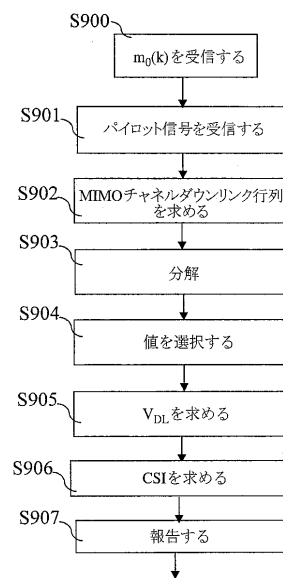 S900
m₀(k)を受信する
S901
パイロット信号を受信する
S902
MIMOチャネルダウンリンク行列
を求める
S903
分解
S904
値を選択する
S905
V_DLを求める
S906
CSIを求める
S907
報告する